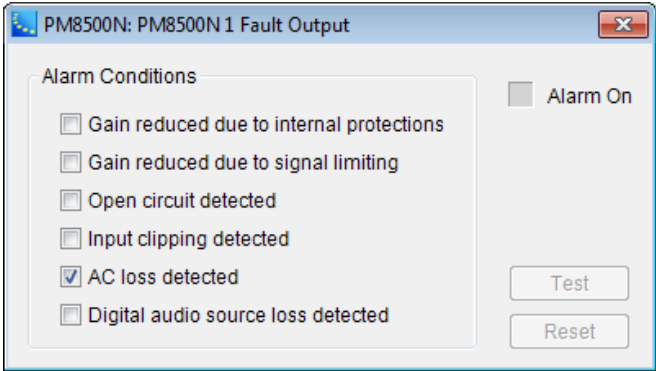 PM8500N: PM8500N 1 Fault Output
Alarm Conditions
Alarm On
Gain reduced due to internal protections
Gain reduced due to signal limiting
Open circuit detected
Input clipping detected
AC loss detected
Test
Digital audio source loss detected
Reset